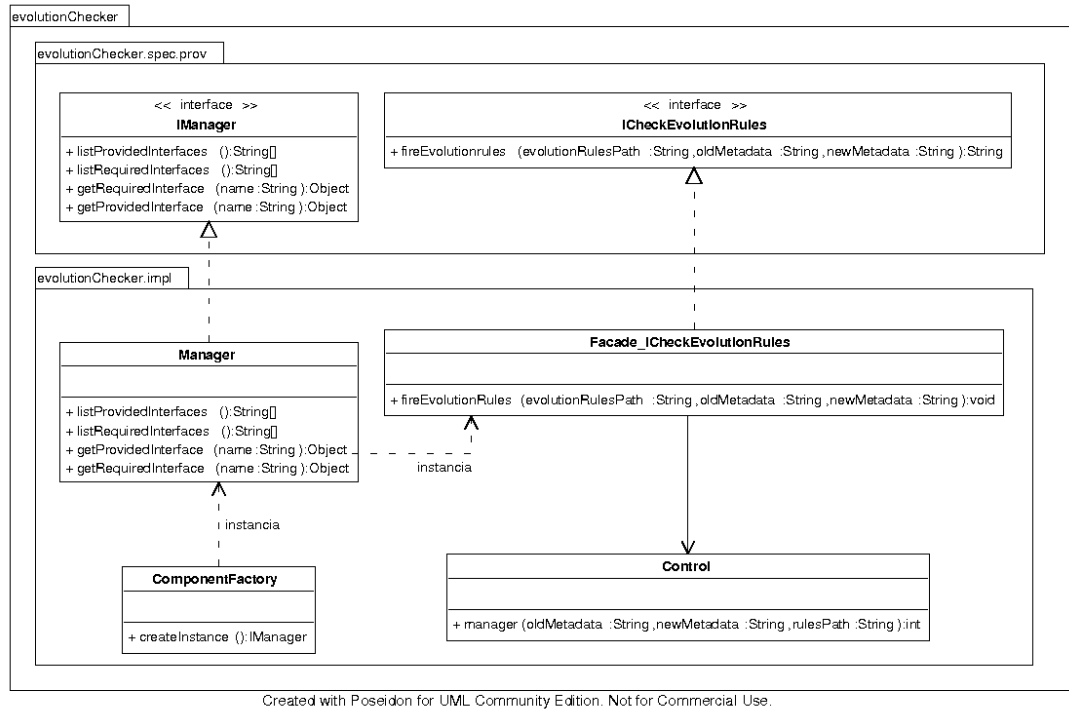 evolutionChecker
evolutionChecker.spec.prov
<< interface >>
IManager
+ listProvidedInterfaces ():String[]
+ listRequiredInterfaces ():String[]
+ getRequiredInterface (name:String):Object
+ getProvidedInterface (name:String):Object
<< interface >>
ICheckEvolutionRules
+ fireEvolutionrules (evolutionRulesPath :String,oldMetadata :String,newMetadata :String):String
evolutionChecker.impl
Manager
+ listProvidedInterfaces ():String[]
+ listRequiredInterfaces ():String[]
+ getProvidedInterface (name:String):Object
+ getRequiredInterface (name:String):Object
Facade_ICheckEvolutionRules
+ fireEvolutionRules (evolutionRulesPath :String,oldMetadata :String,newMetadata :String):void
instancia
instancia
ComponentFactory
+ createInstance ():IManager
Control
+ manager (oldMetadata :String,newMetadata :String,rulesPath :String):int
Created with Poseidon for UML Community Edition. Not for Commercial Use.